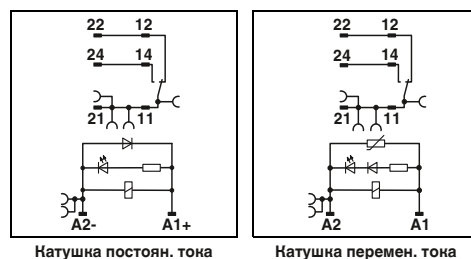 22 12
24 14
21 11
A2- A1+
Катушка постоян. тока
22 12
24 14
21 11
A2 A1
Катушка перемен. тока